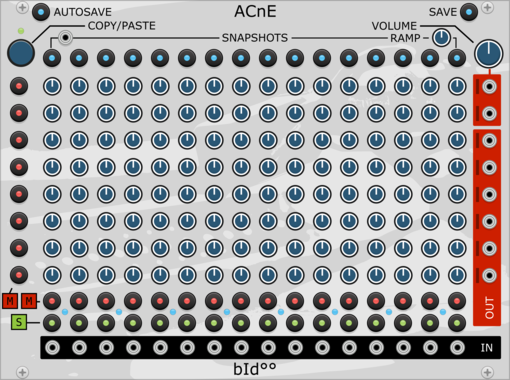 AUTOSAVE
ACnE
SAVE
COPY/PASTE
VOLUME
SNAPSHOTS
RAMP
M
M
S
OUT
IN
bId°°